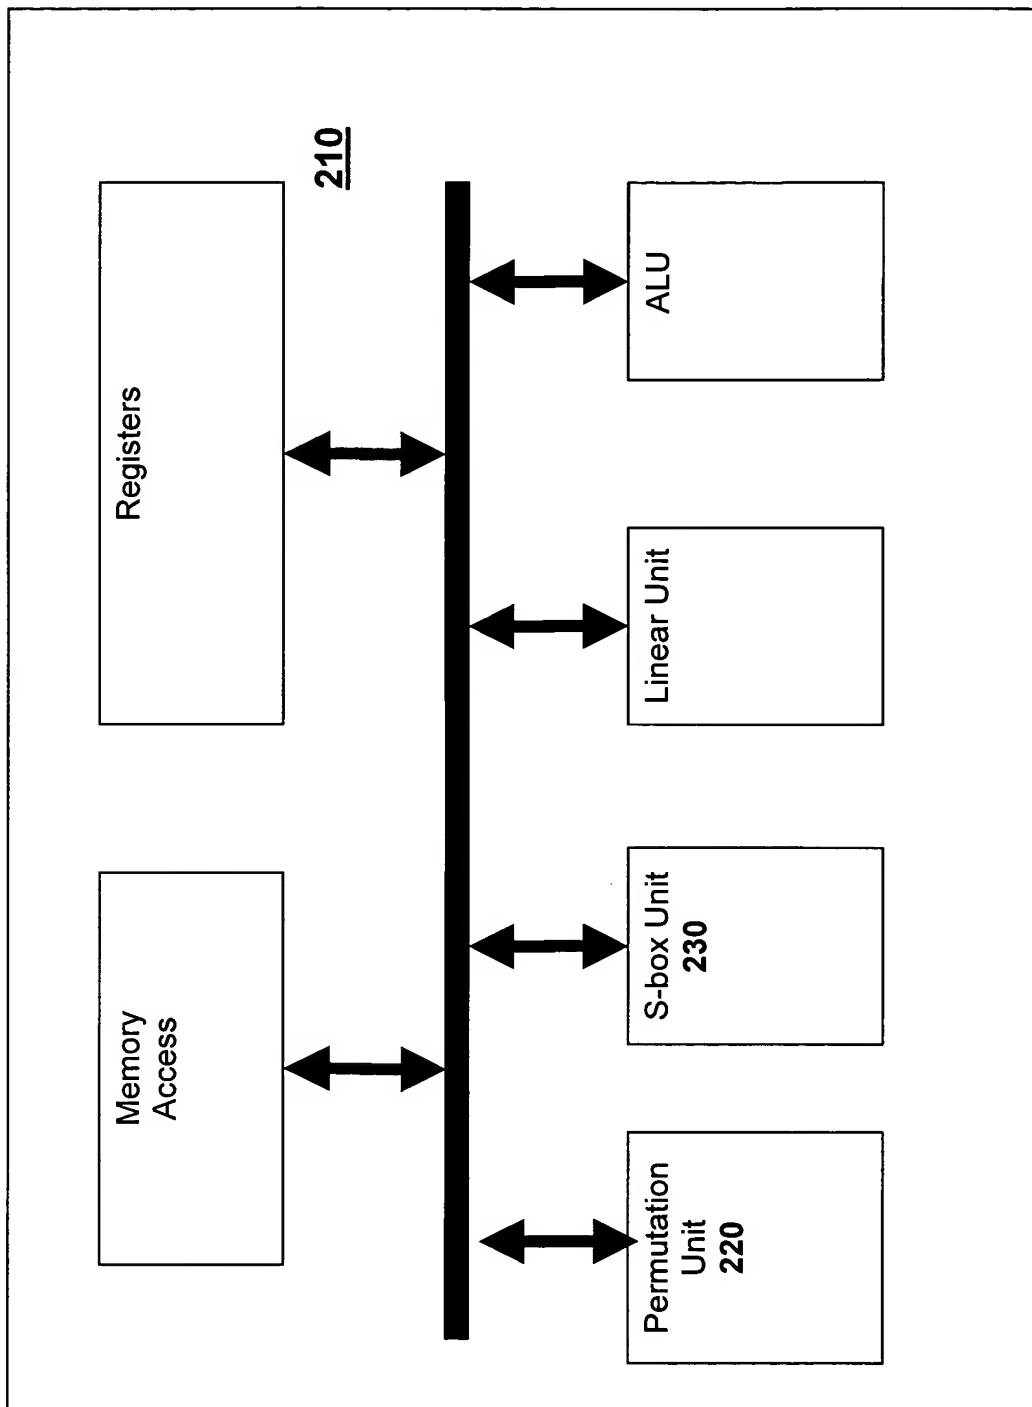 Memory
Access
Registers
210
Permutation
Unit
220
S-box Unit
230
Linear Unit
ALU